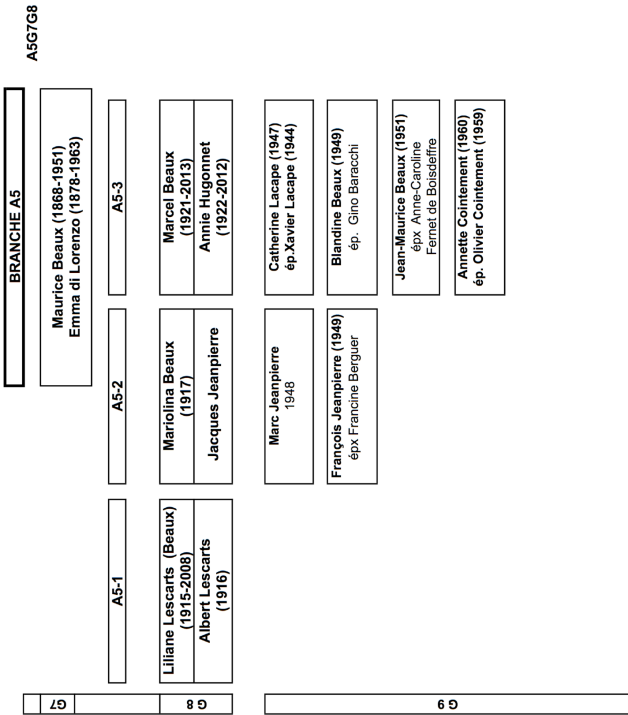 A5G7G8
BRANCHE A5
G7
Maurice Beaux (1868-1951)
Emma di Lorenzo (1878-1963)
A5-1
A5-2
A5-3
G 8
Liliane Lescarts (Beaux)
(1915-2008)
Albert Lescarts
(1916)
Mariolina Beaux
(1917)
Jacques Jeanpierre
Marcel Beaux
(1921-2013)
Annie Hugonnet
(1922-2012)
G 9
Marc Jeanpierre
1948
François Jeanpierre (1949)
épx Francine Berguer
Catherine Lacape (1947)
ép.Xavier Lacape (1944)
Blandine Beaux (1949)
ép. Gino Baracchi
Jean-Maurice Beaux (1951)
épx Anne-Caroline
Fernet de Boisdeffre
Annette Cointement (1960)
ép. Olivier Cointement (1959)